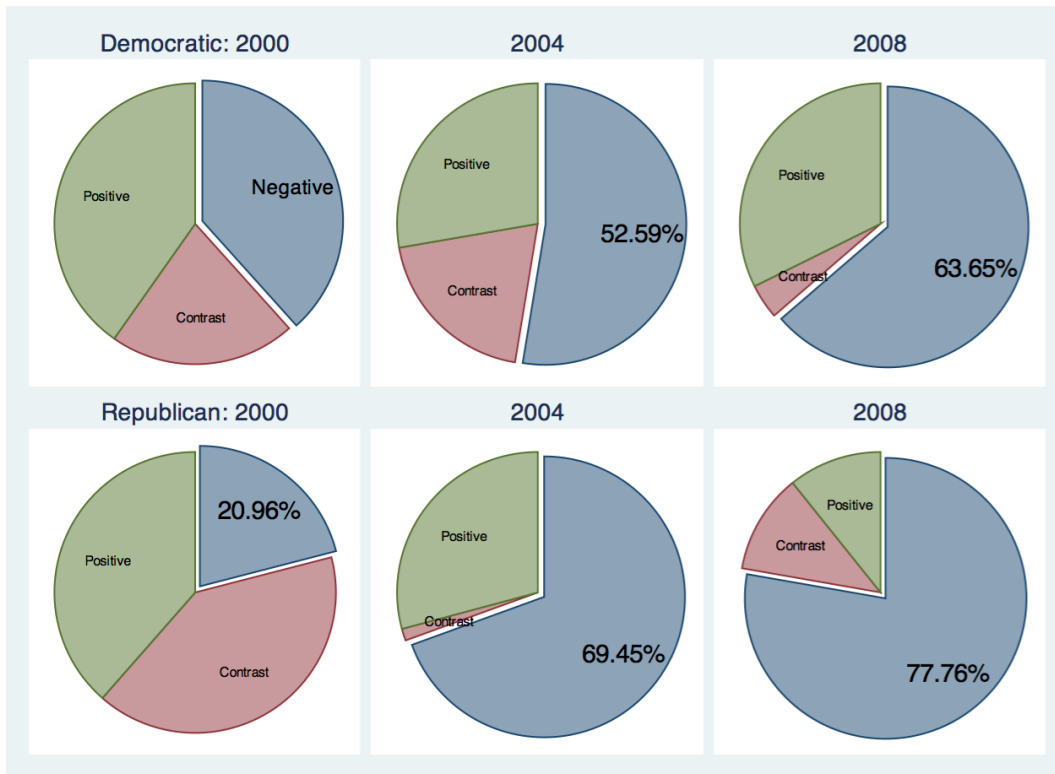 Democratic: 2000
2004
2008
Positive
Negative
Contrast
Positive
52.59%
Contrast
Positive
63.65%
Contrast
Republican: 2000
2004
2008
20.96%
Positive
Contrast
Positive
Contrast
69.45%
Positive
Contrast
77.76%